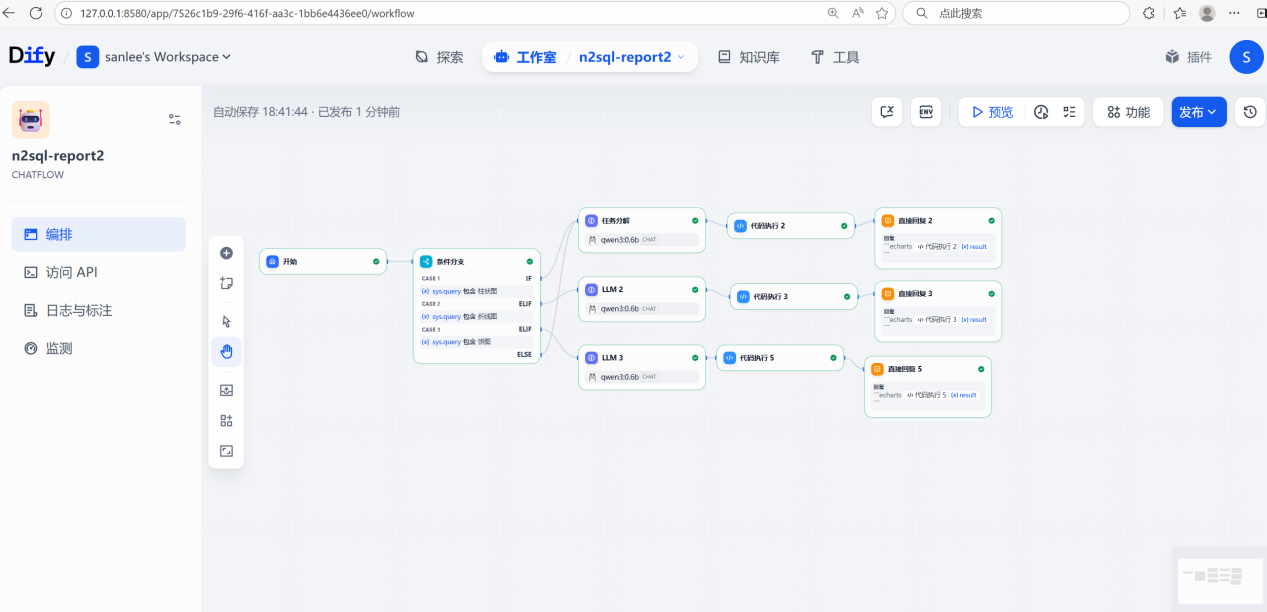 127.0.0.1:8580/app/7526c1b9-29f6-416f-aa3c-1bb6e4436ee0/workflow
点此搜索
Dify / S sanlee's Workspace
探索
工作室 / n2sql-report2
知识库
工具
插件
S
n2sql-report2
CHATFLOW
编排
访问 API
日志与标注
监测
自动保存 18:41:44 · 已发布 1 分钟前
ENV
预览
功能
发布
开始
条件分支
CASE 1
IF
{x} sys.query 包含 柱状图
CASE 2
ELIF
{x} sys.query 包含 折线图
CASE 3
ELIF
{x} sys.query 包含 饼图
ELSE
任务分解
qwen3:0.6b CHAT
代码执行 2
直接回复 2
回复
```echarts 代码执行 2 {x} result
```
LLM 2
qwen3:0.6b CHAT
代码执行 3
直接回复 3
回复
```echarts 代码执行 3 {x} result
```
LLM 3
qwen3:0.6b CHAT
代码执行 5
直接回复 5
回复
```echarts 代码执行 5 {x} result
```